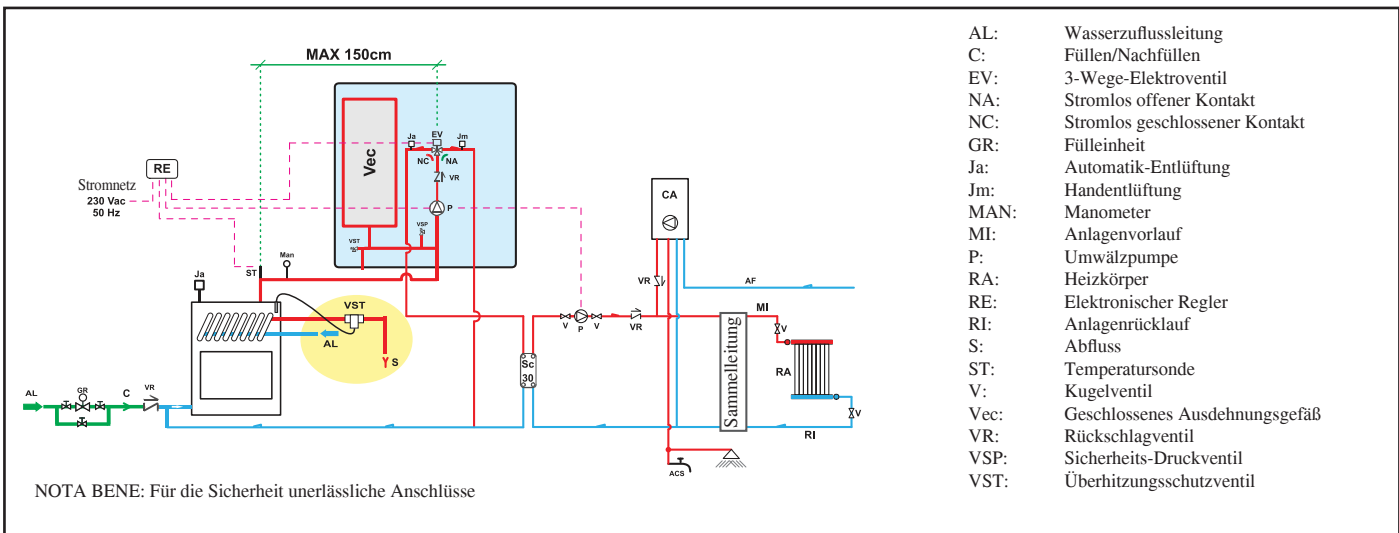 MAX 150cm
Vec
Ja
EV
Jm
NC
NA
VR
P
VSP
VST
RE
Stromnetz
230 Vac
50 Hz
ST
Man
Ja
VST
AL
S
AL
GR
C
VR
CA
VR
AF
MI
V
P
V
VR
Sc
30
Sammelleitung
V
RA
V
RI
ACS
NOTA BENE: Für die Sicherheit unerlässliche Anschlüsse
AL: Wasserzuflussleitung
C: Füllen/Nachfüllen
EV: 3-Wege-Elektroventil
NA: Stromlos offener Kontakt
NC: Stromlos geschlossener Kontakt
GR: Fülleinheit
Ja: Automatik-Entlüftung
Jm: Handentlüftung
MAN: Manometer
MI: Anlagenvorlauf
P: Umwälzpumpe
RA: Heizkörper
RE: Elektronischer Regler
RI: Anlagenrücklauf
S: Abfluss
ST: Temperatursonde
V: Kugelventil
Vec: Geschlossenes Ausdehnungsgefäß
VR: Rückschlagventil
VSP: Sicherheits-Druckventil
VST: Überhitzungsschutzventil